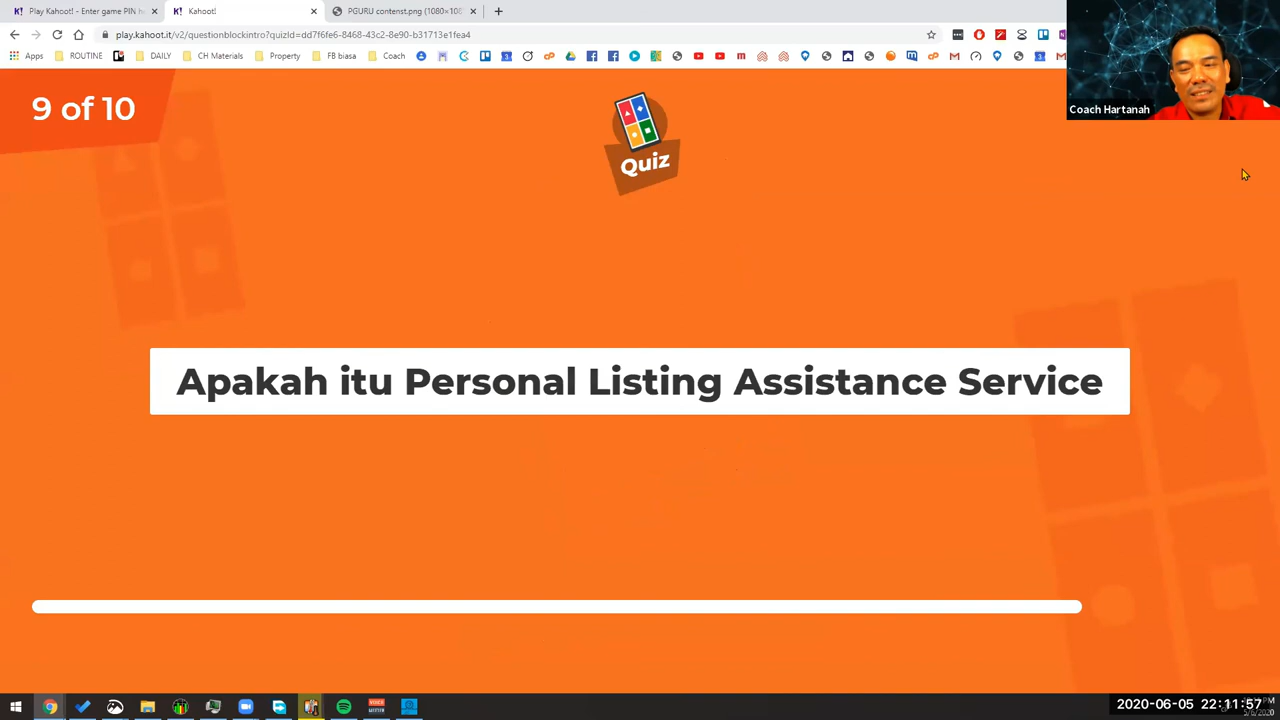 Play Kahoot! - Enter game PIN h
Kahoot!
PGURU contenst.png (1080×108
play.kahoot.it/v2/questionblockintro?quizId=dd7f6fe6-8468-43c2-8e90-b31713e1fea4
Apps
ROUTINE
DAILY
CH Materials
Property
FB biasa
Coach
Coach Hartanah
9 of 10
Quiz
Apakah itu Personal Listing Assistance Service
2020-06-05 22:11:57